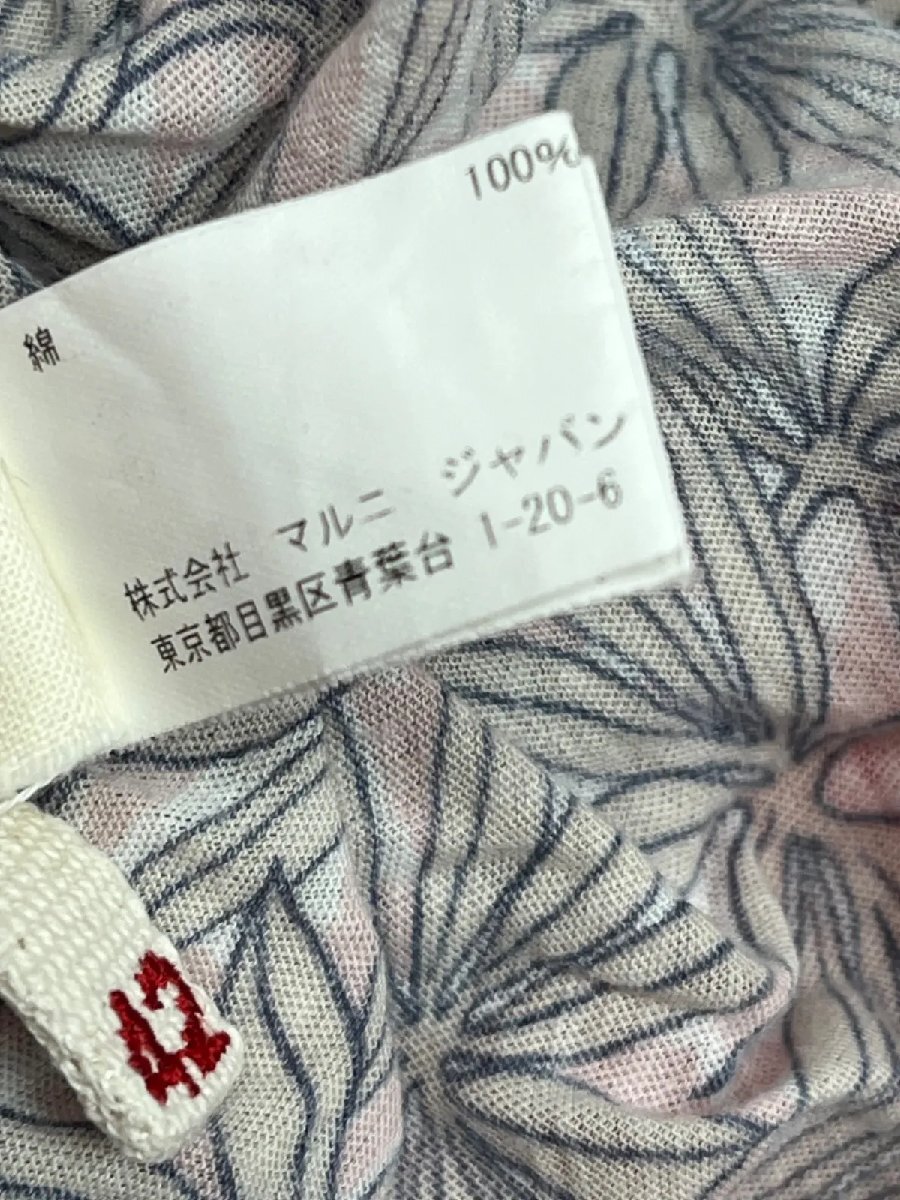 綿 100%
株式会社 マルニ ジャパン
東京都目黒区青葉台 1-20-6
42